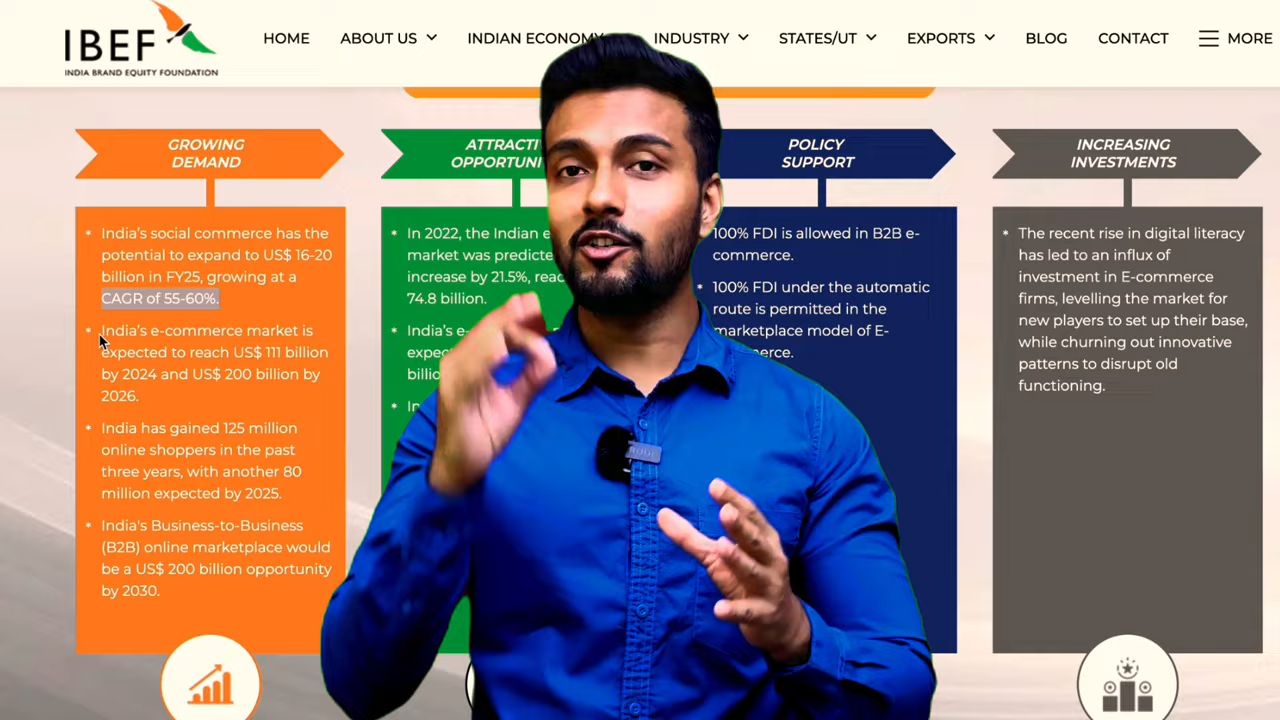 IBEF
INDIA BRAND EQUITY FOUNDATION
HOME
ABOUT US
INDIAN ECONOMY
INDUSTRY
STATES/UT
EXPORTS
BLOG
CONTACT
MORE
GROWING
DEMAND
* India's social commerce has the
potential to expand to US$ 16-20
billion in FY25, growing at a
CAGR of 55-60%.
* India's e-commerce market is
expected to reach US$ 111 billion
by 2024 and US$ 200 billion by
2026.
* India has gained 125 million
online shoppers in the past
three years, with another 80
million expected by 2025.
* India's Business-to-Business
(B2B) online marketplace would
be a US$ 200 billion opportunity
by 2030.
* In 2022, the Indian
market was
increase by 21.5%,
74.8 billion.
* India's
POLICY
SUPPORT
100% FDI is allowed in B2B e-
commerce.
* 100% FDI under the automatic
route is permitted in the
marketplace model of E-
INCREASING
INVESTMENTS
* The recent rise in digital literacy
has led to an influx of
investment in E-commerce
firms, levelling the market for
new players to set up their base,
while churning out innovative
patterns to disrupt old
functioning.